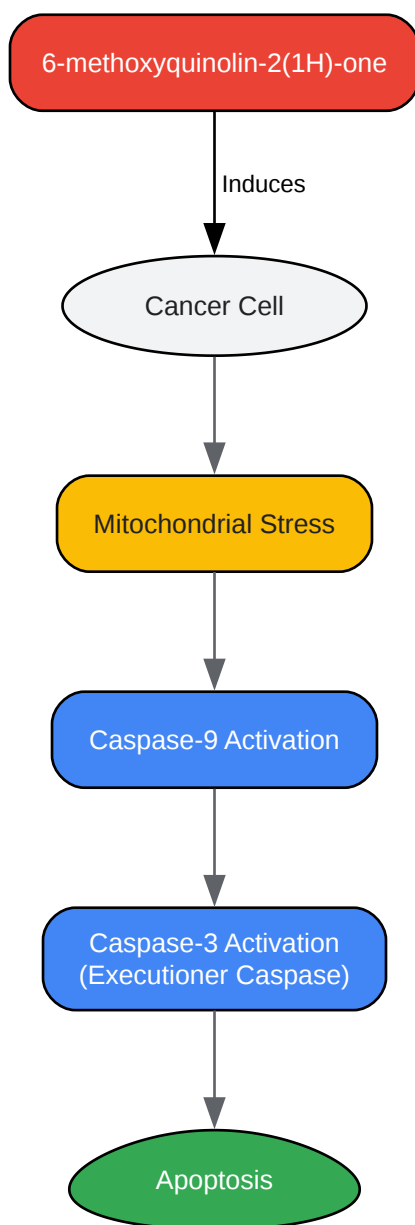 6-methoxyquinolin-2(1H)-one
Induces
Cancer Cell
Mitochondrial Stress
Caspase-9 Activation
Caspase-3 Activation
(Executioner Caspase)
Apoptosis